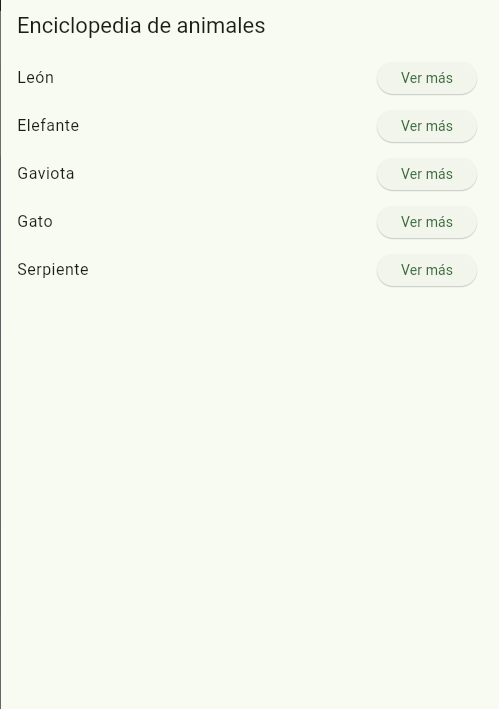 Enciclopedia de animales
León Ver más
Elefante Ver más
Gaviota Ver más
Gato Ver más
Serpiente Ver más